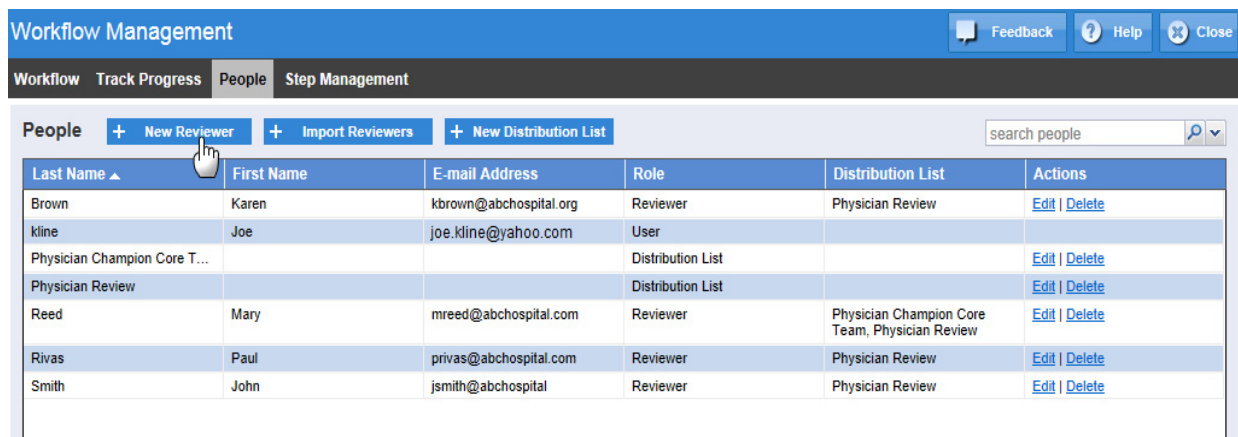 Workflow Management
Feedback ? Help Close
Workflow Track Progress People Step Management
People + New Reviewer + Import Reviewers + New Distribution List search people
Last Name First Name E-mail Address Role Distribution List Actions
Brown Karen kbrown@abchospital.org Reviewer Physician Review Edit | Delete
kline Joe joe.kline@yahoo.com User
Physician Champion Core T... Distribution List Edit | Delete
Physician Review Distribution List Edit | Delete
Reed Mary mreed@abchospital.com Reviewer Physician Champion Core Edit | Delete
Team, Physician Review
Rivas Paul privas@abchospital.com Reviewer Physician Review Edit | Delete
Smith John jsmith@abchospital Reviewer Physician Review Edit | Delete